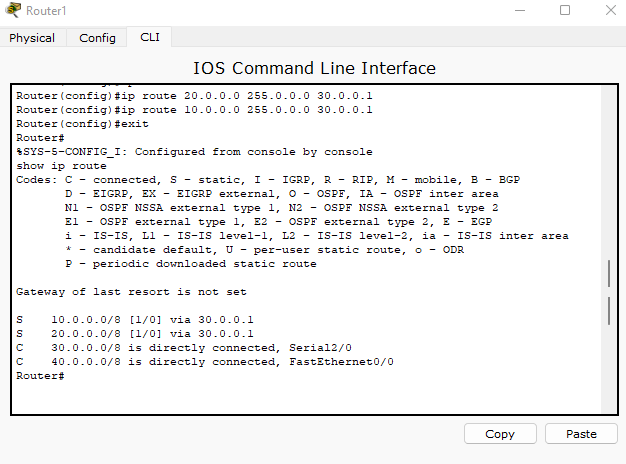 Router1
Physical Config CLI
IOS Command Line Interface
Router(config)#ip route 20.0.0.0 255.0.0.0 30.0.0.1
Router(config)#ip route 10.0.0.0 255.0.0.0 30.0.0.1
Router(config)#exit
Router#
%SYS-5-CONFIG_I: Configured from console by console
show ip route
Codes: C - connected, S - static, I - IGRP, R - RIP, M - mobile, B - BGP
D - EIGRP, EX - EIGRP external, O - OSPF, IA - OSPF inter area
N1 - OSPF NSSA external type 1, N2 - OSPF NSSA external type 2
E1 - OSPF external type 1, E2 - OSPF external type 2, E - EGP
i - IS-IS, L1 - IS-IS level-1, L2 - IS-IS level-2, ia - IS-IS inter area
* - candidate default, U - per-user static route, o - ODR
P - periodic downloaded static route
Gateway of last resort is not set
S 10.0.0.0/8 [1/0] via 30.0.0.1
S 20.0.0.0/8 [1/0] via 30.0.0.1
C 30.0.0.0/8 is directly connected, Serial2/0
C 40.0.0.0/8 is directly connected, FastEthernet0/0
Router#
Copy Paste